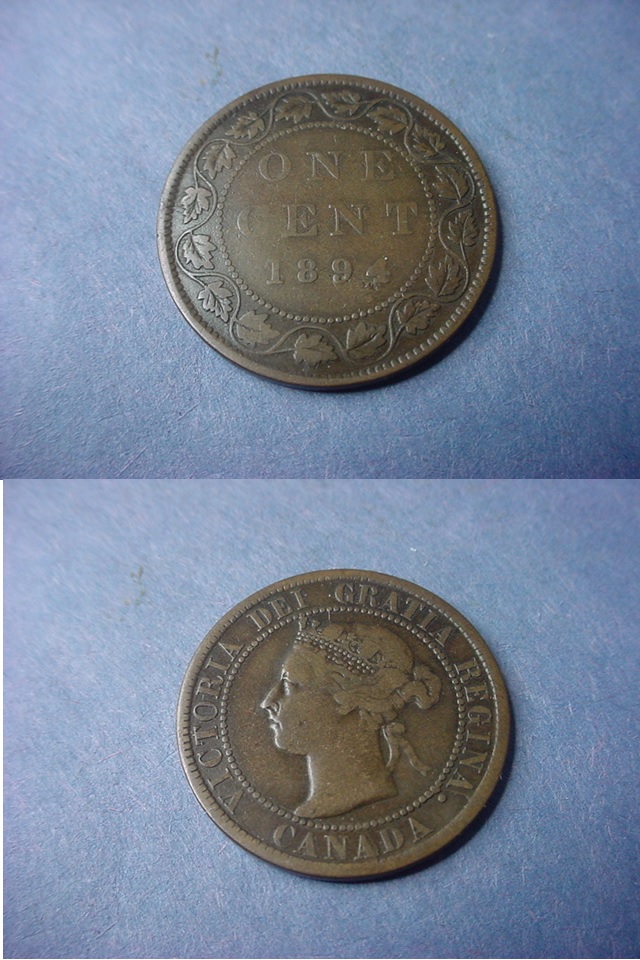 ONE
CENT
1894
VICTORIA DEI GRATIA REGINA.
CANADA